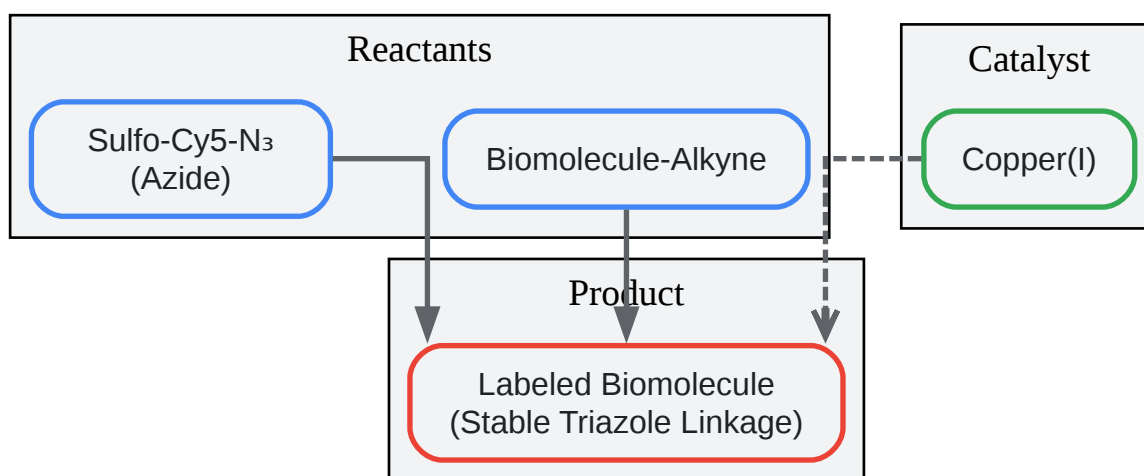 Reactants
Catalyst
Sulfo-Cy5-N₃
(Azide)
Biomolecule-Alkyne
Copper(I)
Product
Labeled Biomolecule
(Stable Triazole Linkage)